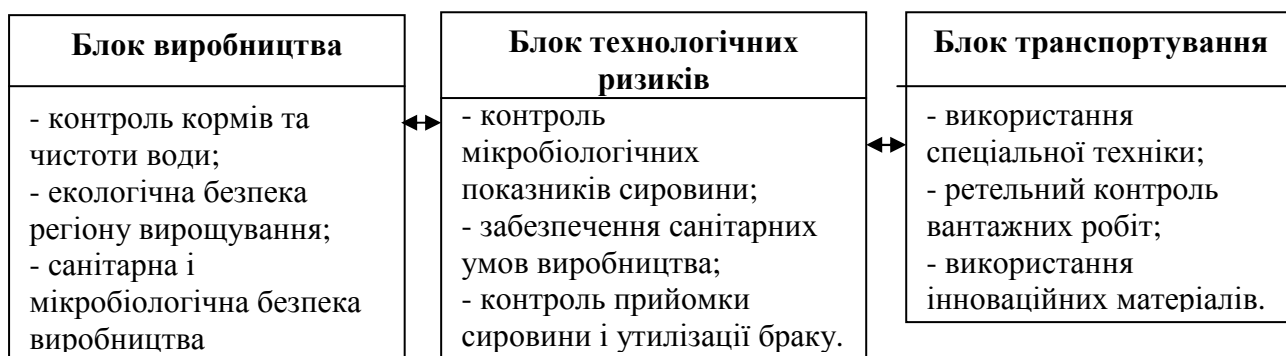 Блок виробництва
- контроль кормів та
чистоти води;
- екологічна безпека
регіону вирощування;
- санітарна і
мікробіологічна безпека
виробництва
Блок технологічних
ризиків
- контроль
мікробіологічних
показників сировини;
- забезпечення санітарних
умов виробництва;
- контроль прийомки
сировини і утилізації браку.
Блок транспортування
- використання
спеціальної техніки;
- ретельний контроль
вантажних робіт;
- використання
інноваційних матеріалів.